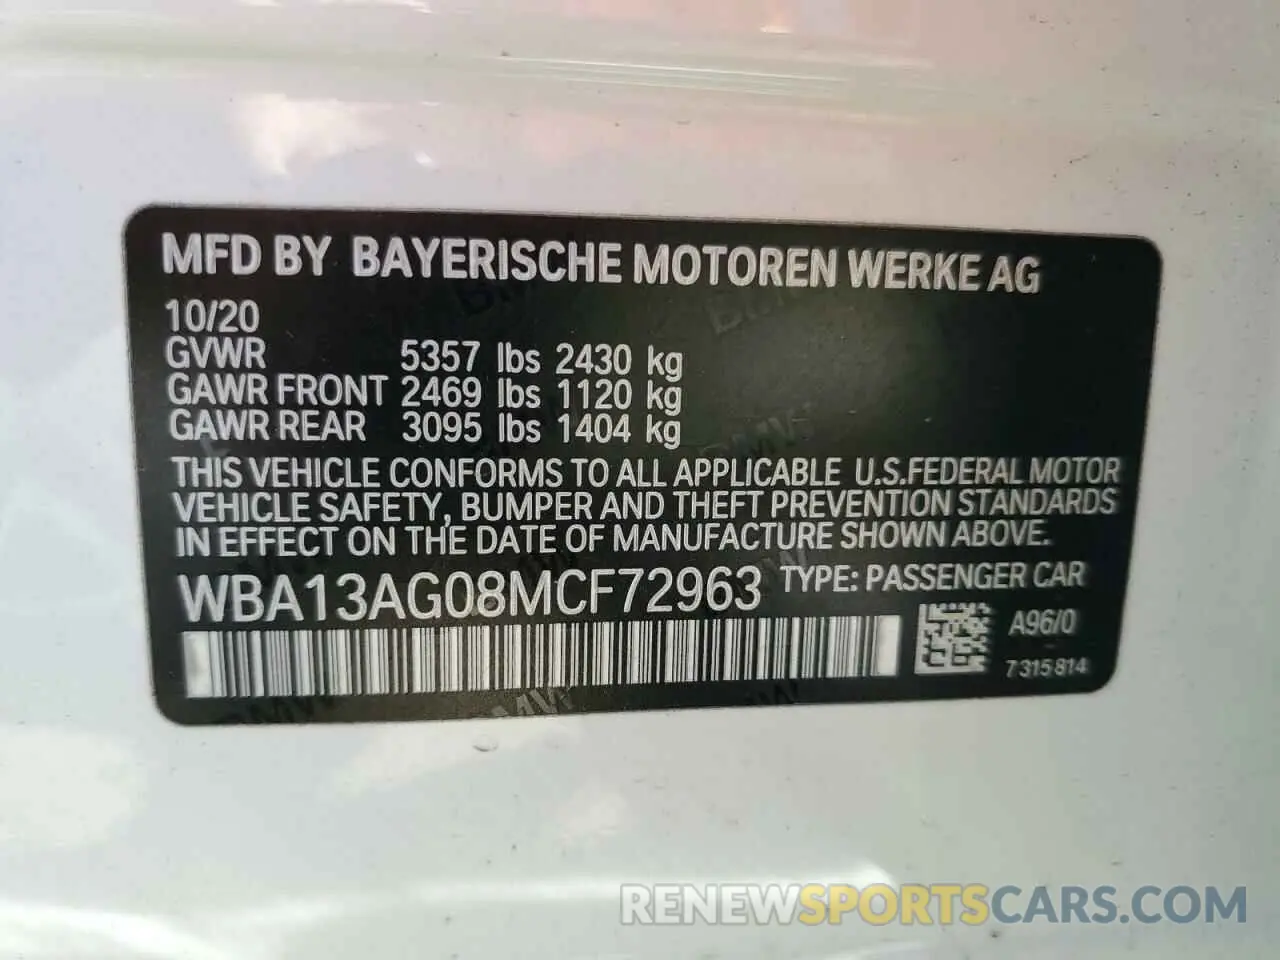 MFD BY BAYERISCHE MOTOREN WERKE AG
10/20
GVWR 5357 lbs 2430 kg
GAWR FRONT 2469 lbs 1120 kg
GAWR REAR 3095 lbs 1404 kg
THIS VEHICLE CONFORMS TO ALL APPLICABLE U.S.FEDERAL MOTOR
VEHICLE SAFETY, BUMPER AND THEFT PREVENTION STANDARDS
IN EFFECT ON THE DATE OF MANUFACTURE SHOWN ABOVE.
WBA13AG08MCF72963 TYPE: PASSENGER CAR
A96/0
7 315 814
RENEWSPORTSCARS.COM